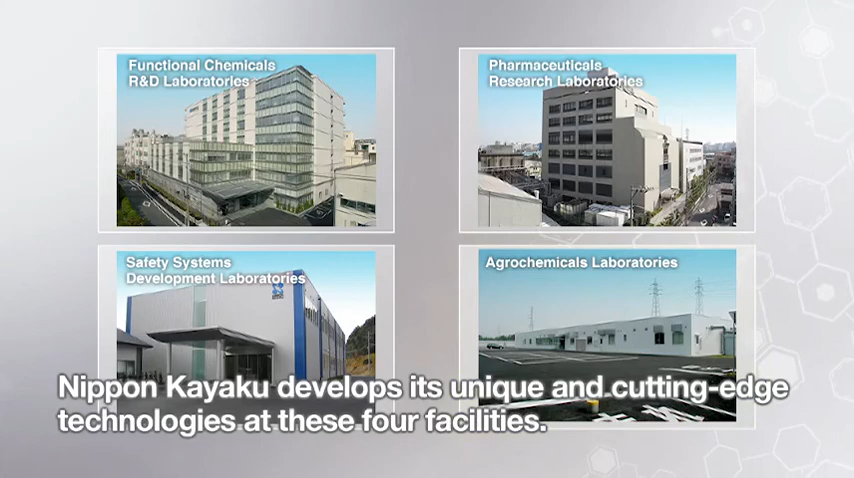 Functional Chemicals
R&D Laboratories
Pharmaceuticals
Research Laboratories
Safety Systems
Development Laboratories
Agrochemicals Laboratories
Nippon Kayaku develops its unique and cutting-edge
technologies at these four facilities.